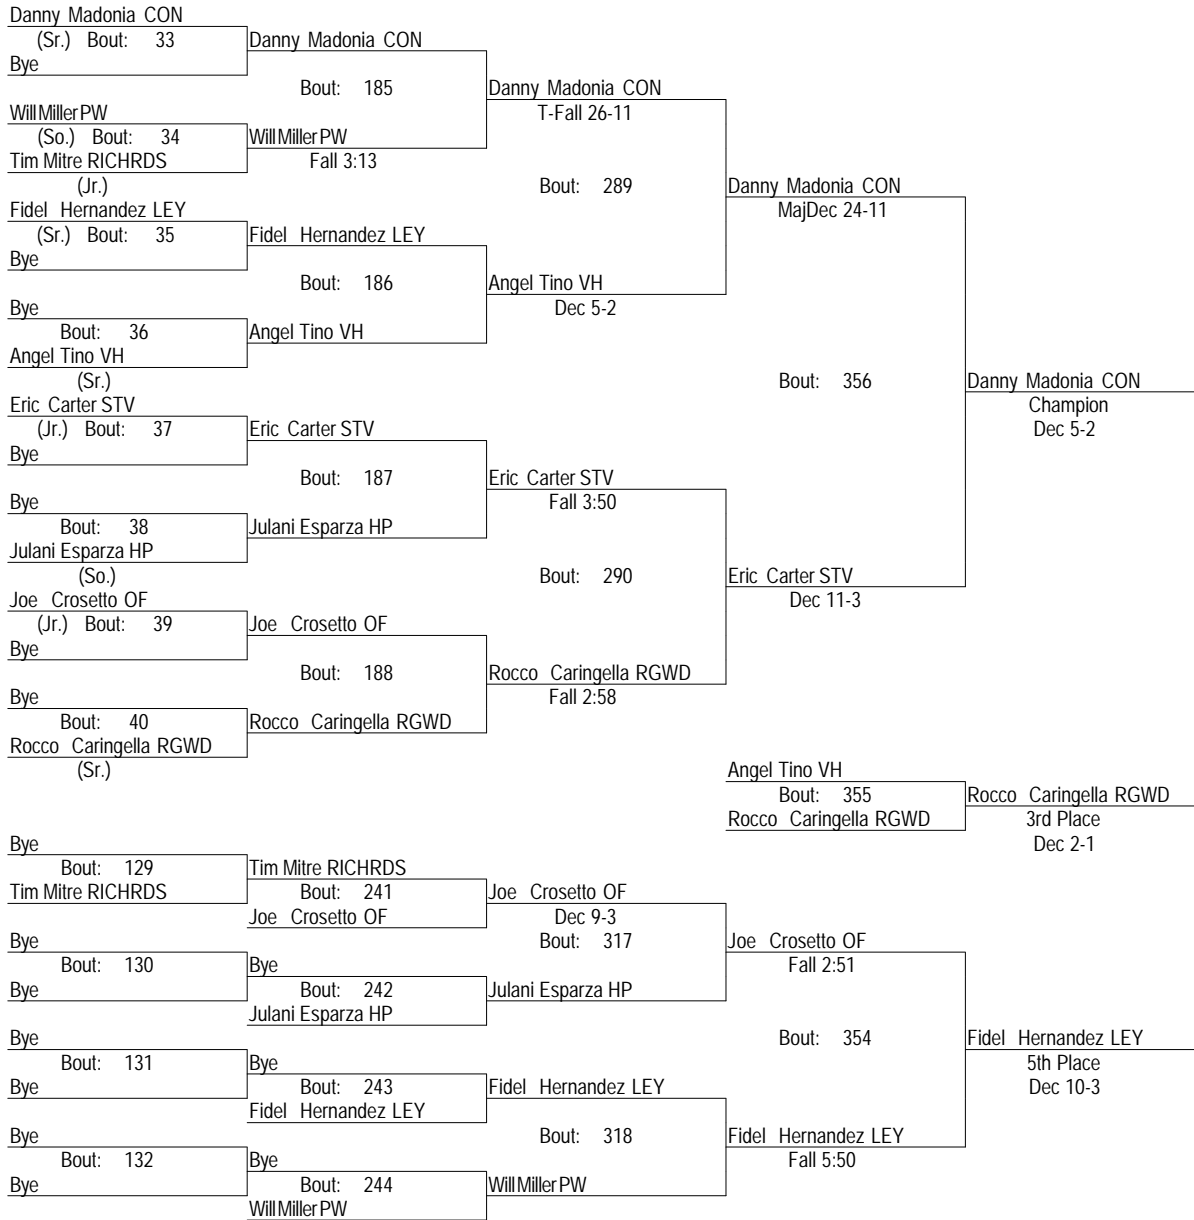 Danny Madonia CON
(Sr.) Bout: 33 Danny Madonia CON
Bye
Bout: 185 Danny Madonia CON
Will Miller PW T-Fall 26-11
(So.) Bout: 34 Will Miller PW
Tim Mitre RICHRDS Fall 3:13
(Jr.) Bout: 289 Danny Madonia CON
Fidel Hernandez LEY MajDec 24-11
(Sr.) Bout: 35 Fidel Hernandez LEY
Bye
Bout: 186 Angel Tino VH
Bye Dec 5-2
Bout: 36 Angel Tino VH
Angel Tino VH
(Sr.) Bout: 356 Danny Madonia CON
Eric Carter STV Champion
(Jr.) Bout: 37 Eric Carter STV Dec 5-2
Bye
Bout: 187 Eric Carter STV
Bye Fall 3:50
Bout: 38 Julani Esparza HP
Julani Esparza HP
(So.) Bout: 290 Eric Carter STV
Joe Crosetto OF Dec 11-3
(Jr.) Bout: 39 Joe Crosetto OF
Bye
Bout: 188 Rocco Caringella RGWD
Bye Fall 2:58
Bout: 40 Rocco Caringella RGWD
Rocco Caringella RGWD
(Sr.) Angel Tino VH
Bout: 355 Rocco Caringella RGWD
Rocco Caringella RGWD 3rd Place
Bye Dec 2-1
Bout: 129 Tim Mitre RICHRDS
Tim Mitre RICHRDS Bout: 241 Joe Crosetto OF
Joe Crosetto OF Dec 9-3
Bye Bout: 317 Joe Crosetto OF
Bout: 130 Bye Fall 2:51
Bye Bout: 242 Julani Esparza HP
Julani Esparza HP
Bye Bout: 354 Fidel Hernandez LEY
Bout: 131 Bye 5th Place
Bye Bout: 243 Fidel Hernandez LEY Dec 10-3
Fidel Hernandez LEY
Bye Bout: 318 Fidel Hernandez LEY
Bout: 132 Bye Fall 5:50
Bye Bout: 244 Will Miller PW
Will Miller PW